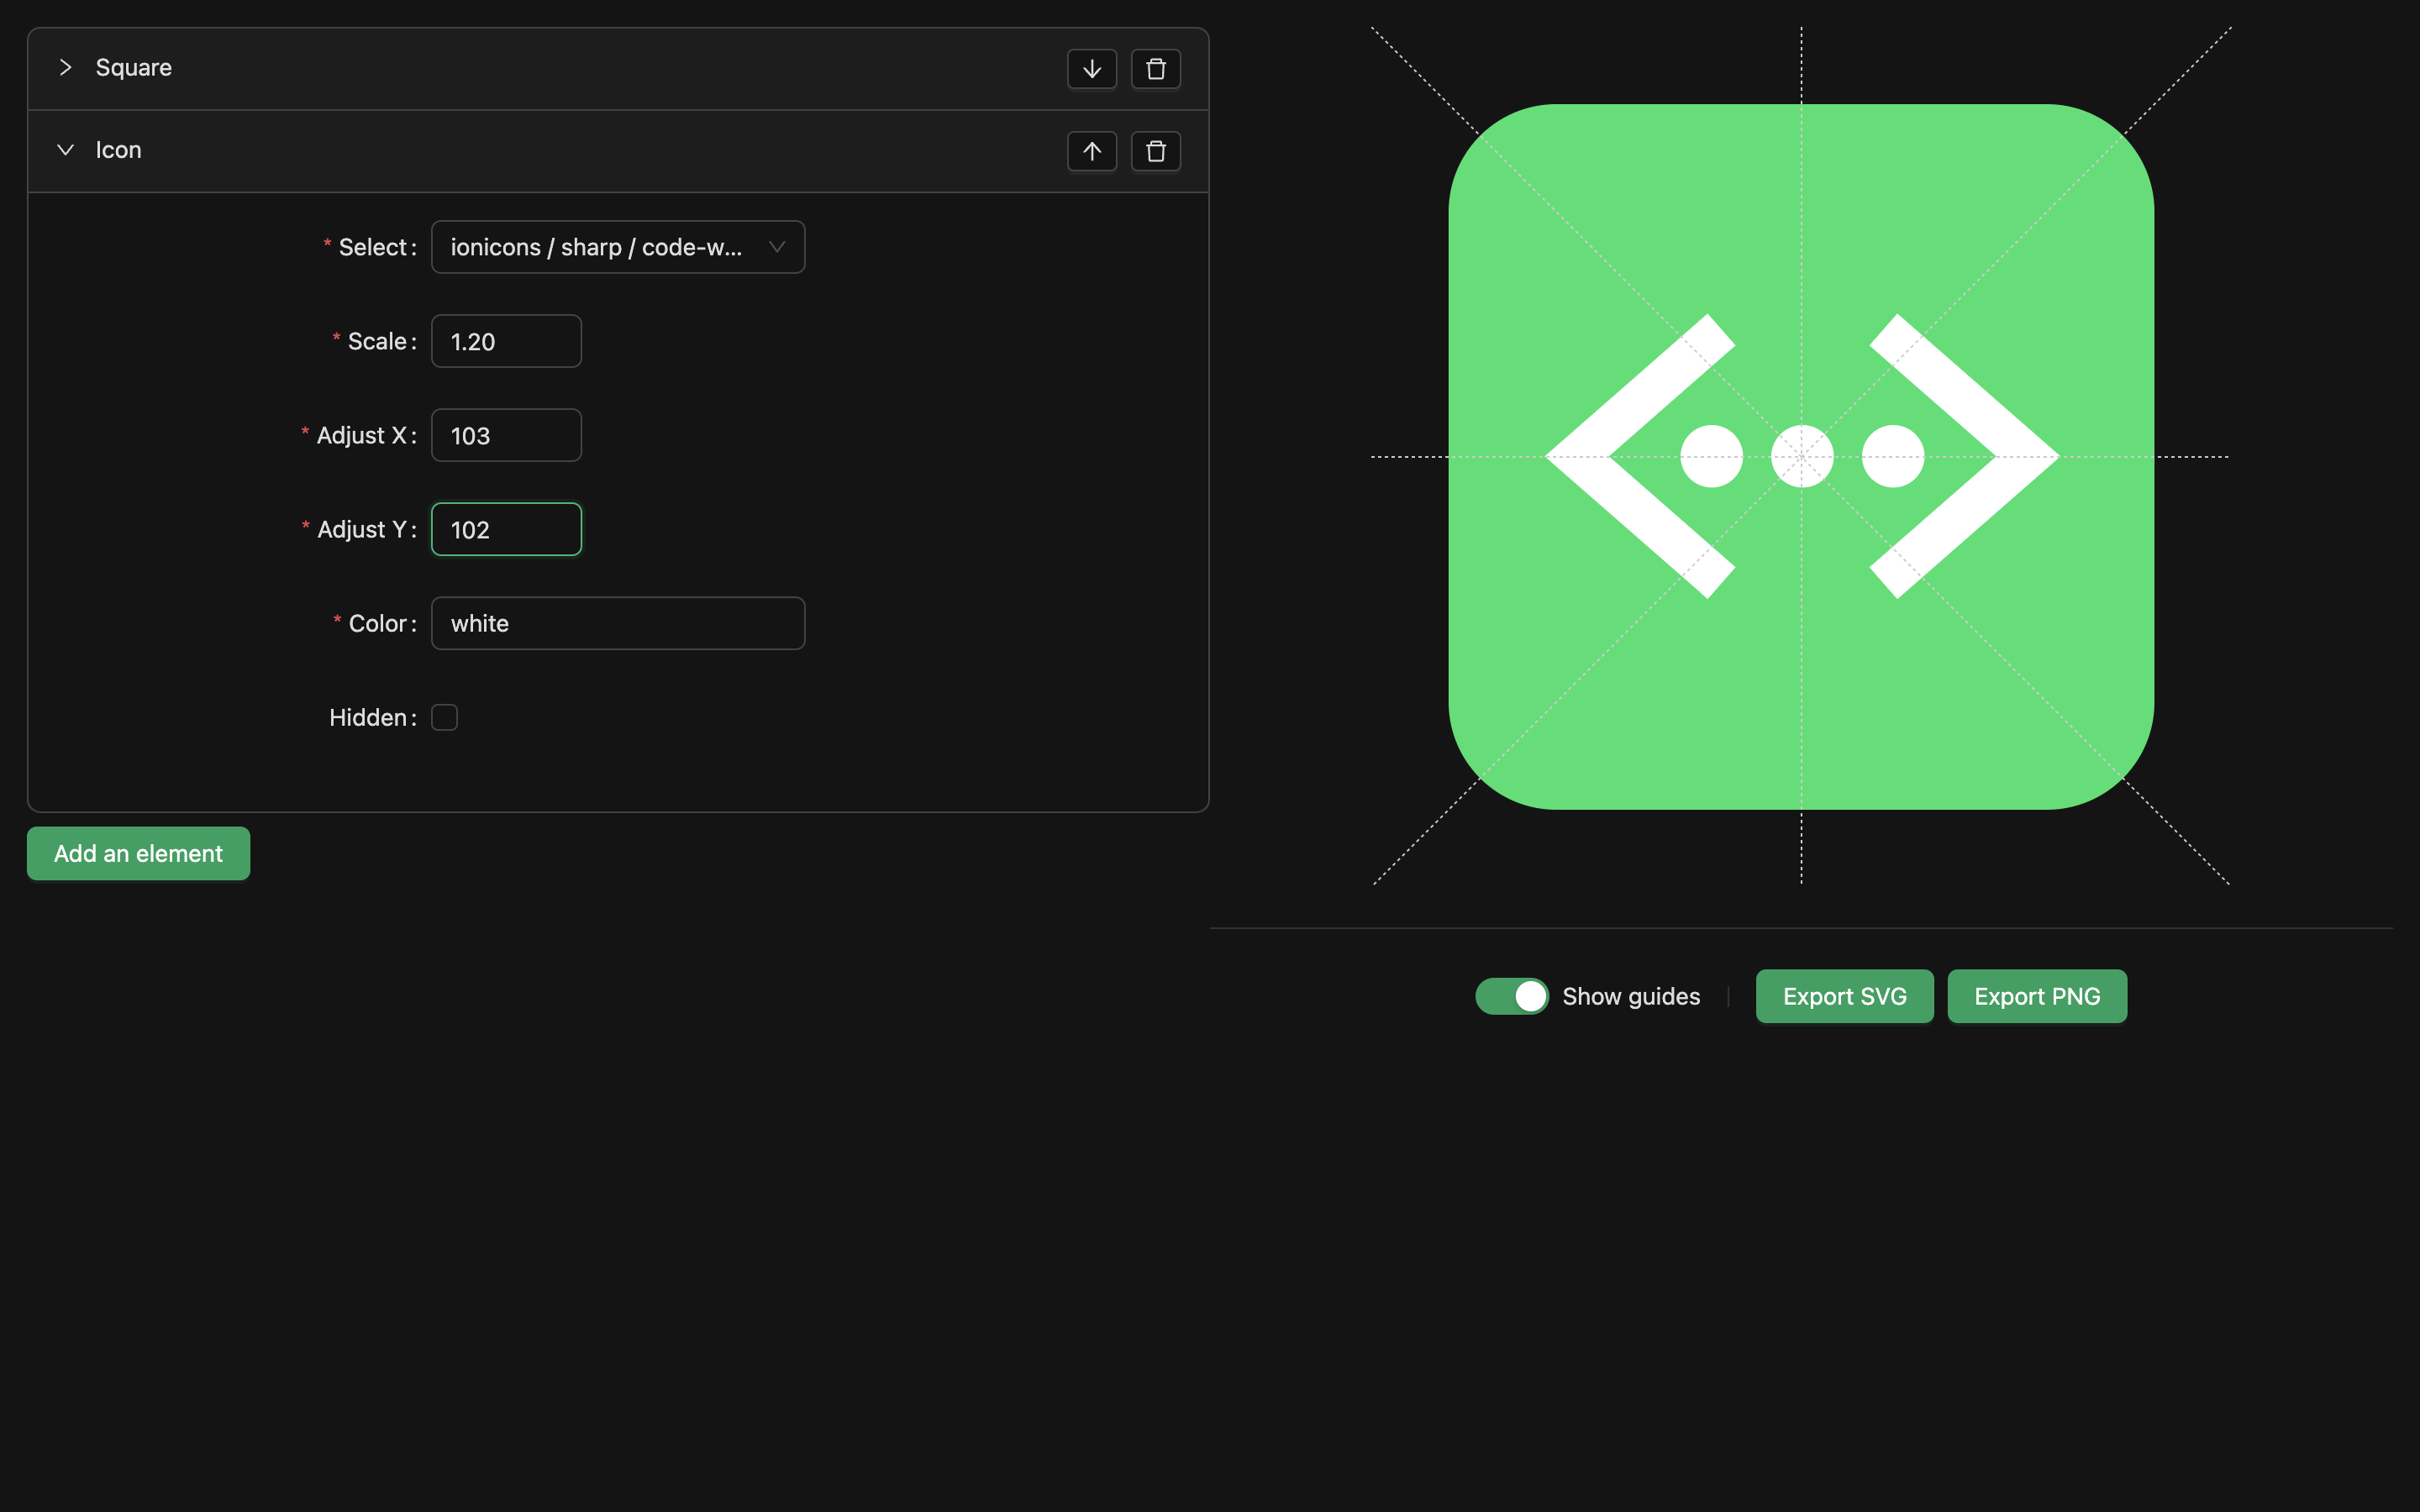 Square
Icon
* Select: ionicons / sharp / code-w...
* Scale: 1.20
* Adjust X: 103
* Adjust Y: 102
* Color: white
Hidden:
Add an element
Show guides
Export SVG
Export PNG